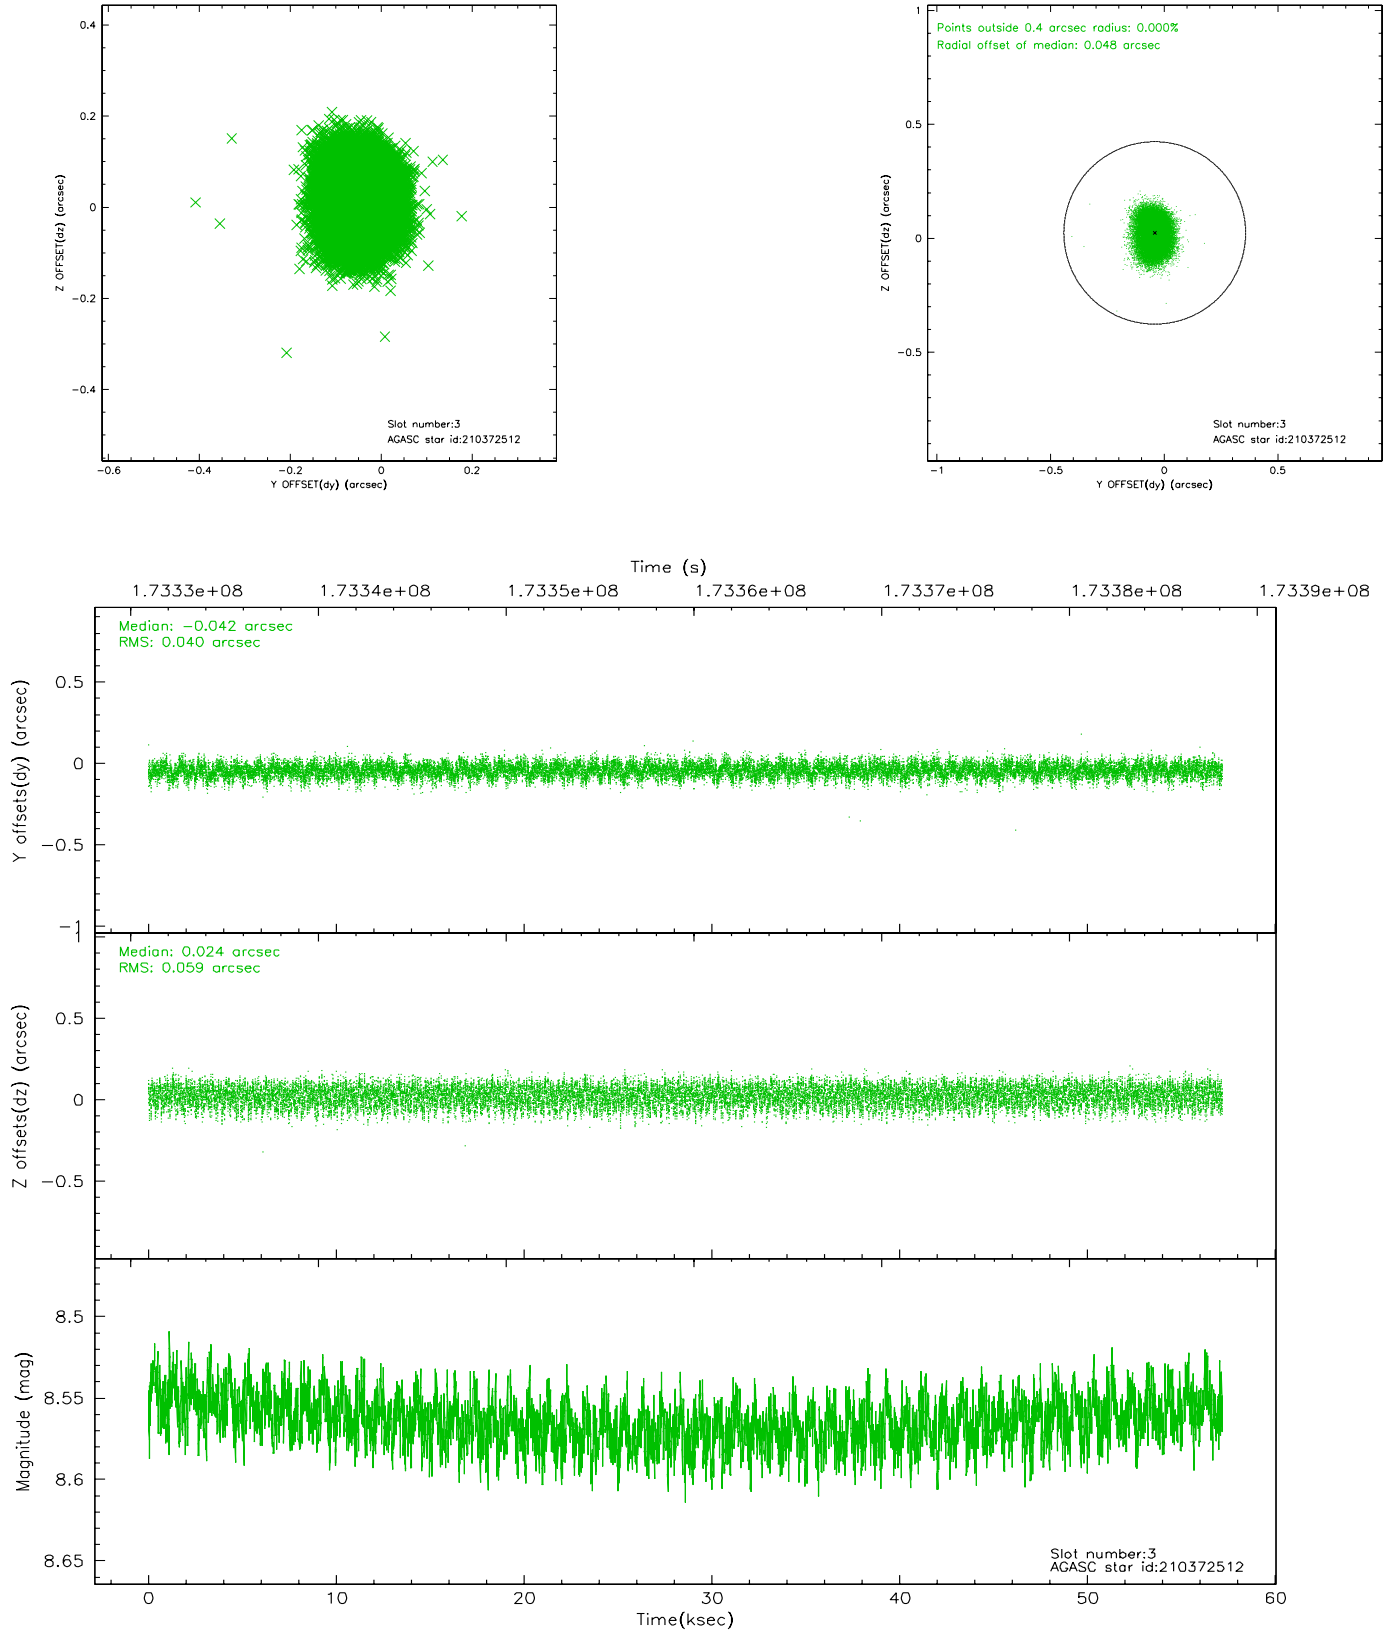 0.4
0.2
0
−0.2
−0.4
Z OFFSET(dz) (arcsec)
Slot number:3
AGASC star id:210372512
−0.6 −0.4 −0.2 0 0.2
Y OFFSET(dy) (arcsec)
Points outside 0.4 arcsec radius: 0.000%
Radial offset of median: 0.048 arcsec
1
0.5
0
−0.5
Z OFFSET(dz) (arcsec)
Slot number:3
AGASC star id:210372512
−1 −0.5 0 0.5
Y OFFSET(dy) (arcsec)
Time (s)
1.7333e+08 1.7334e+08 1.7335e+08 1.7336e+08 1.7337e+08 1.7338e+08 1.7339e+08
Median: −0.042 arcsec
RMS: 0.040 arcsec
0.5
0
−0.5
−1
Y offsets(dy) (arcsec)
Median: 0.024 arcsec
RMS: 0.059 arcsec
1
0.5
0
−0.5
Z offsets(dz) (arcsec)
8.5
8.55
8.6
8.65
Magnitude (mag)
Slot number:3
AGASC star id:210372512
0 10 20 30 40 50 60
Time(ksec)